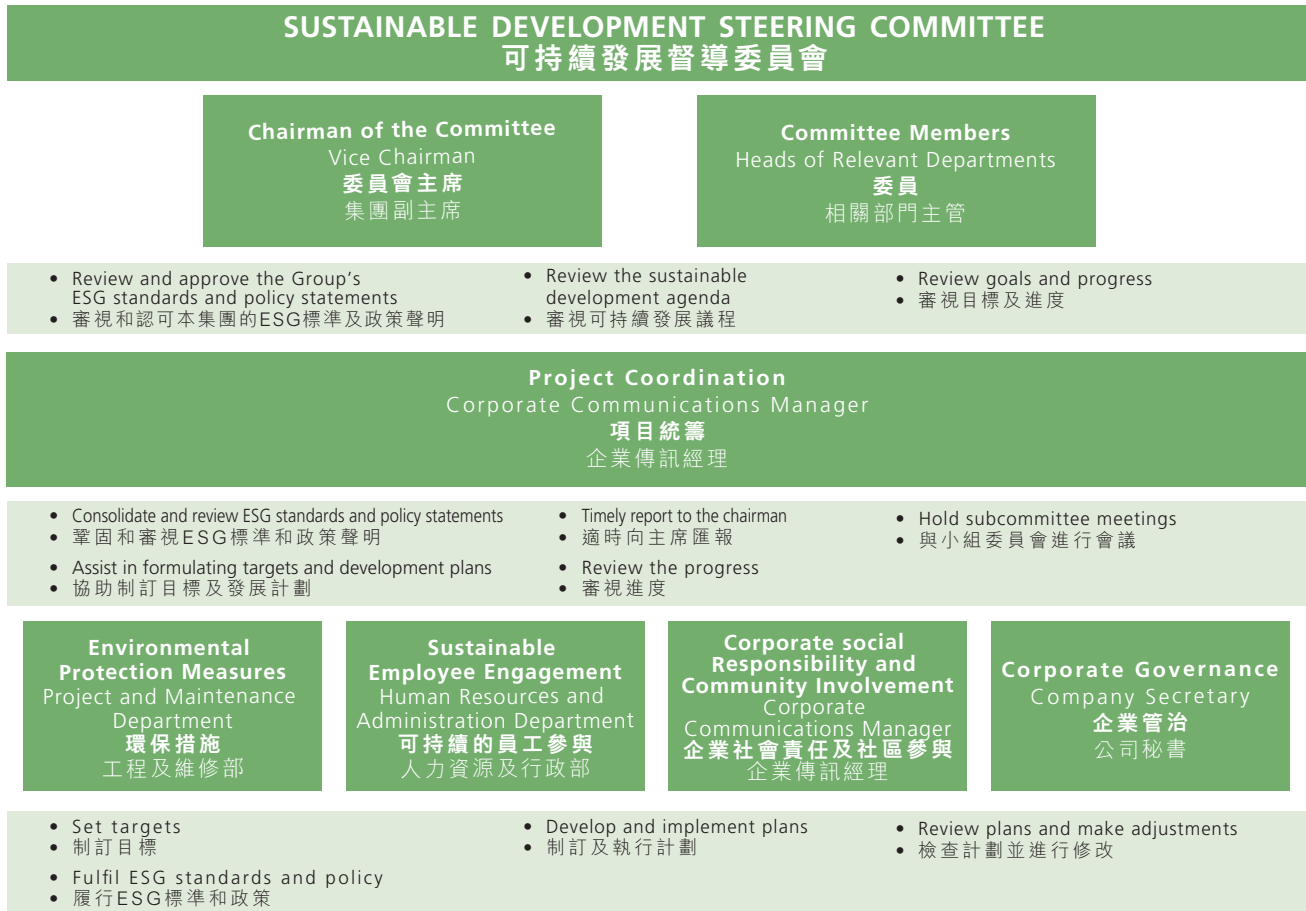 SUSTAINABLE DEVELOPMENT STEERING COMMITTEE
可持續發展督導委員會
Chairman of the Committee
Vice Chairman
委員會主席
集團副主席
Committee Members
Heads of Relevant Departments
委員
相關部門主管
• Review and approve the Group's
ESG standards and policy statements
• 審視和認可本集團的ESG標準及政策聲明
• Review the sustainable
development agenda
• 審視可持續發展議程
• Review goals and progress
• 審視目標及進度
Project Coordination
Corporate Communications Manager
項目統籌
企業傳訊經理
• Consolidate and review ESG standards and policy statements
• 鞏固和審視ESG標準和政策聲明
• Assist in formulating targets and development plans
• 協助制訂目標及發展計劃
• Timely report to the chairman
• 適時向主席匯報
• Review the progress
• 審視進度
• Hold subcommittee meetings
• 與小組委員會進行會議
Environmental
Protection Measures
Project and Maintenance
Department
環保措施
工程及維修部
Sustainable
Employee Engagement
Human Resources and
Administration Department
可持續的員工參與
人力資源及行政部
Corporate social
Responsibility and
Community Involvement
Corporate
Communications Manager
企業社會責任及社區參與
企業傳訊經理
Corporate Governance
Company Secretary
企業管治
公司秘書
• Set targets
• 制訂目標
• Fulfil ESG standards and policy
• 履行ESG標準和政策
• Develop and implement plans
• 制訂及執行計劃
• Review plans and make adjustments
• 檢查計劃並進行修改